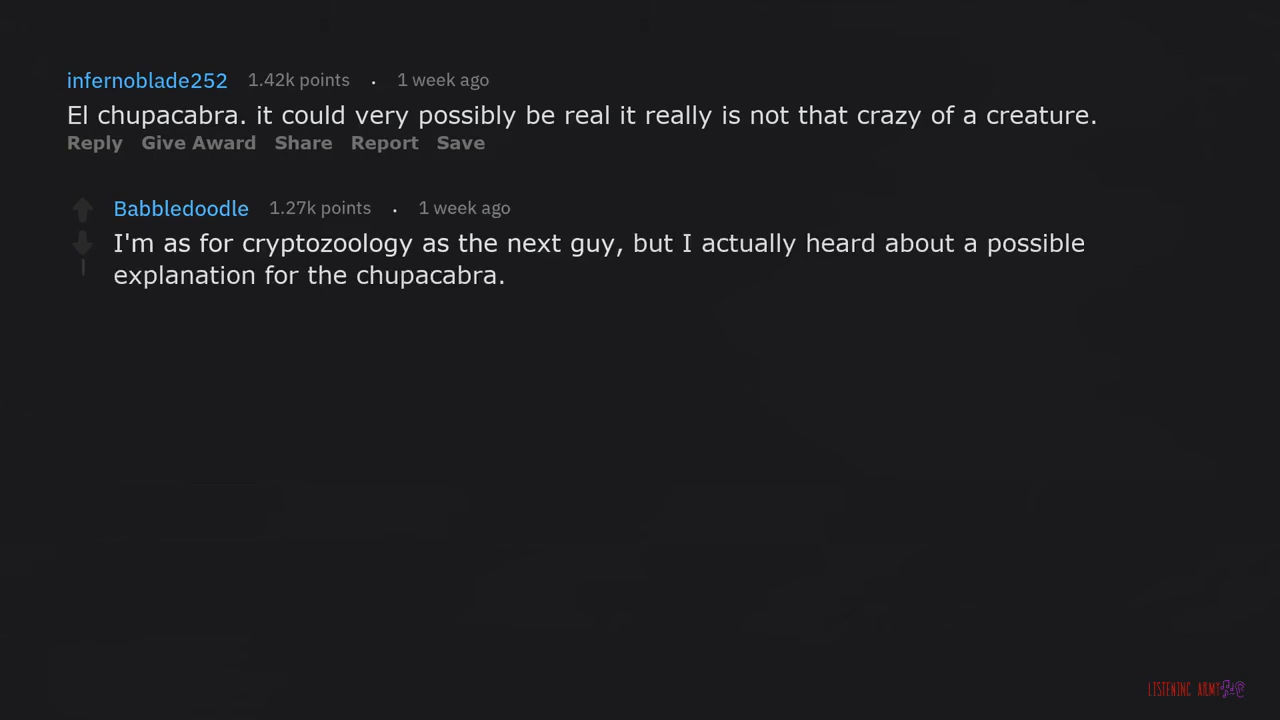 infernoblade252 1.42k points . 1 week ago
El chupacabra. it could very possibly be real it really is not that crazy of a creature.
Reply Give Award Share Report Save
Babbledoodle 1.27k points . 1 week ago
I'm as for cryptozoology as the next guy, but I actually heard about a possible
explanation for the chupacabra.
LISTENING ARMY